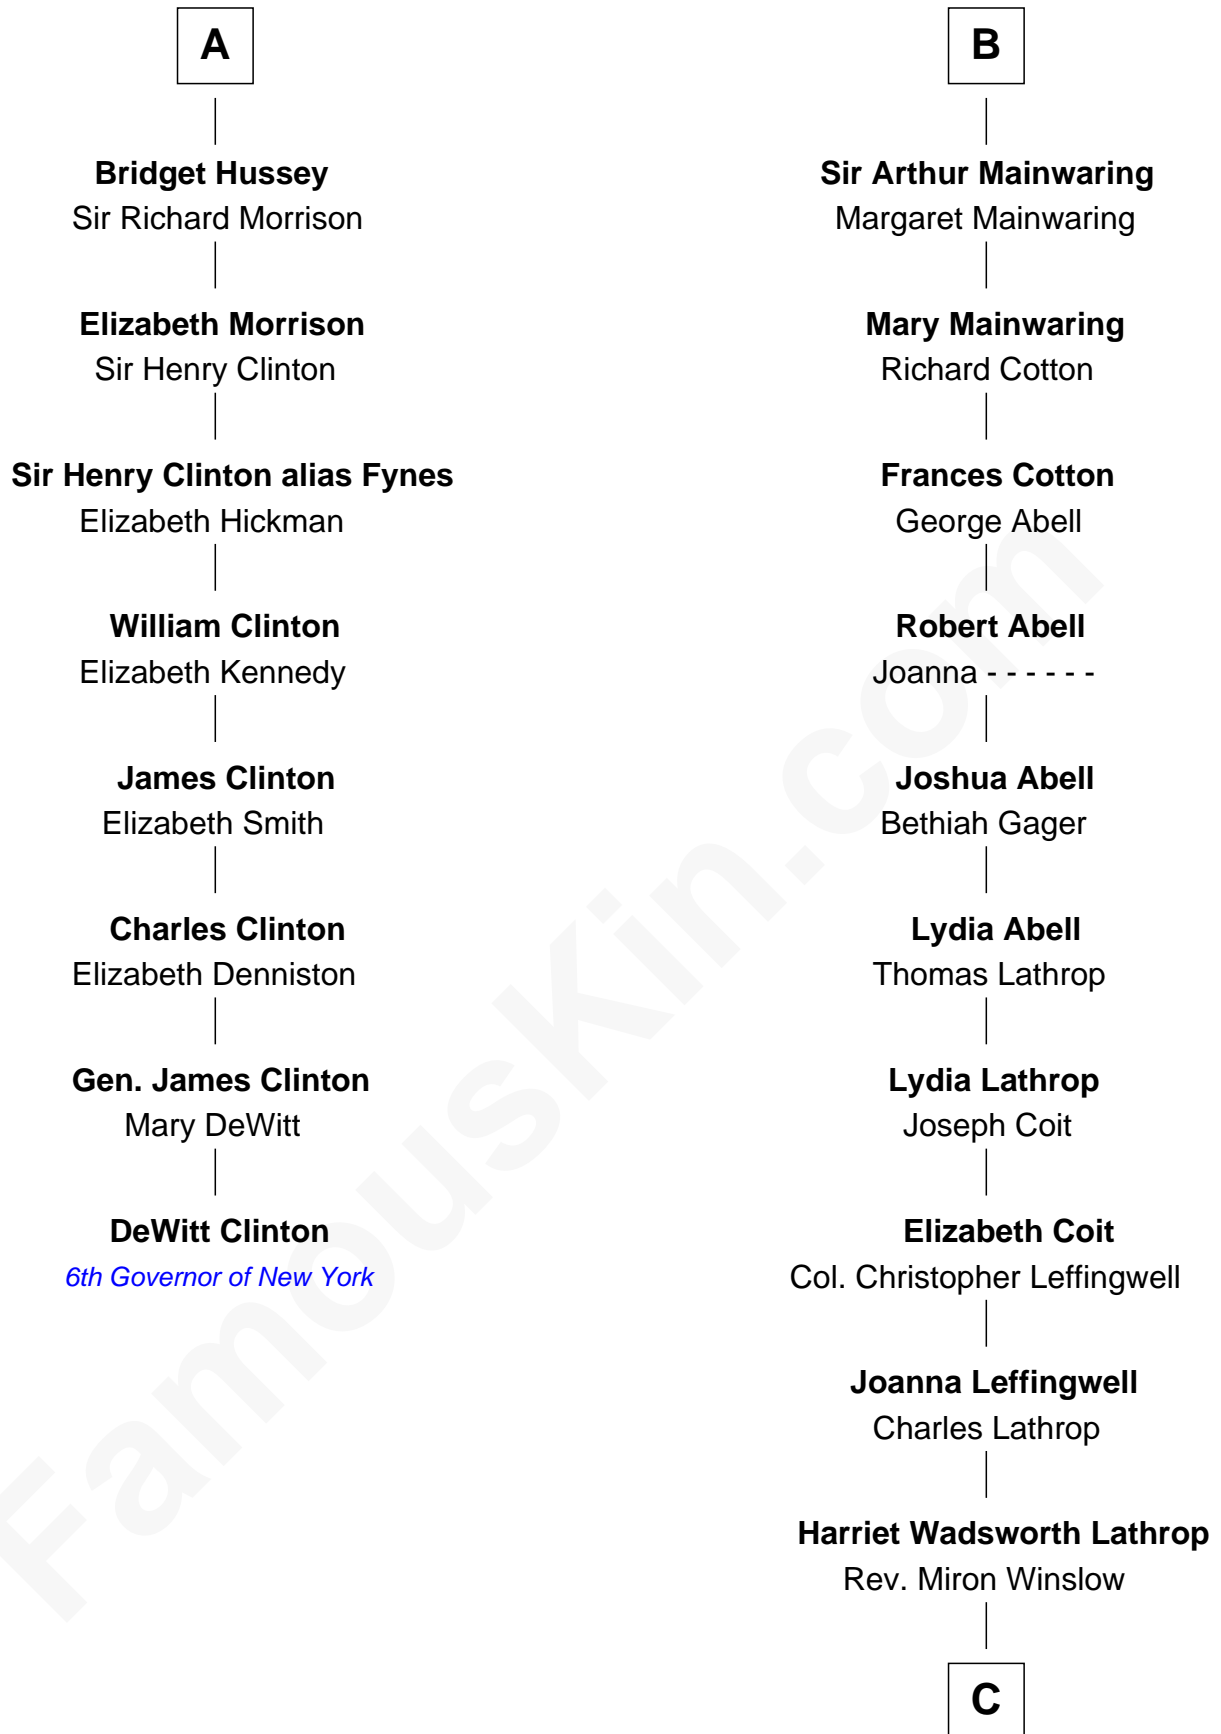 A
Bridget Hussey
Sir Richard Morrison
Elizabeth Morrison
Sir Henry Clinton
Sir Henry Clinton alias Fynes
Elizabeth Hickman
William Clinton
Elizabeth Kennedy
James Clinton
Elizabeth Smith
Charles Clinton
Elizabeth Denniston
Gen. James Clinton
Mary DeWitt
DeWitt Clinton
6th Governor of New York
B
Sir Arthur Mainwaring
Margaret Mainwaring
Mary Mainwaring
Richard Cotton
Frances Cotton
George Abell
Robert Abell
Joanna - - - - - -
Joshua Abell
Bethiah Gager
Lydia Abell
Thomas Lathrop
Lydia Lathrop
Joseph Coit
Elizabeth Coit
Col. Christopher Leffingwell
Joanna Leffingwell
Charles Lathrop
Harriet Wadsworth Lathrop
Rev. Miron Winslow
C
FamousKin.com